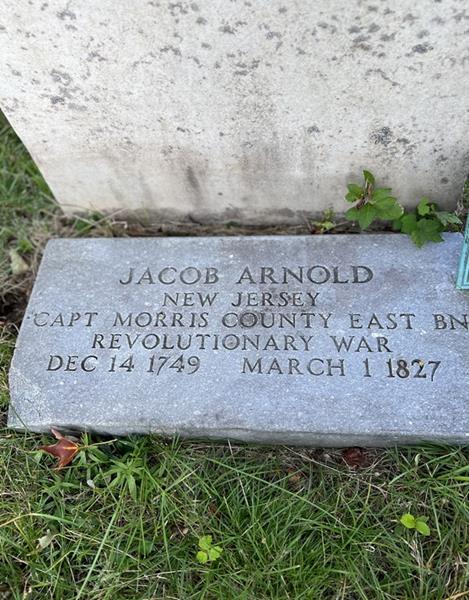 JACOB ARNOLD
NEW JERSEY
CAPT MORRIS COUNTY EAST BN
REVOLUTIONARY WAR
DEC 14 1749 MARCH 1 1827